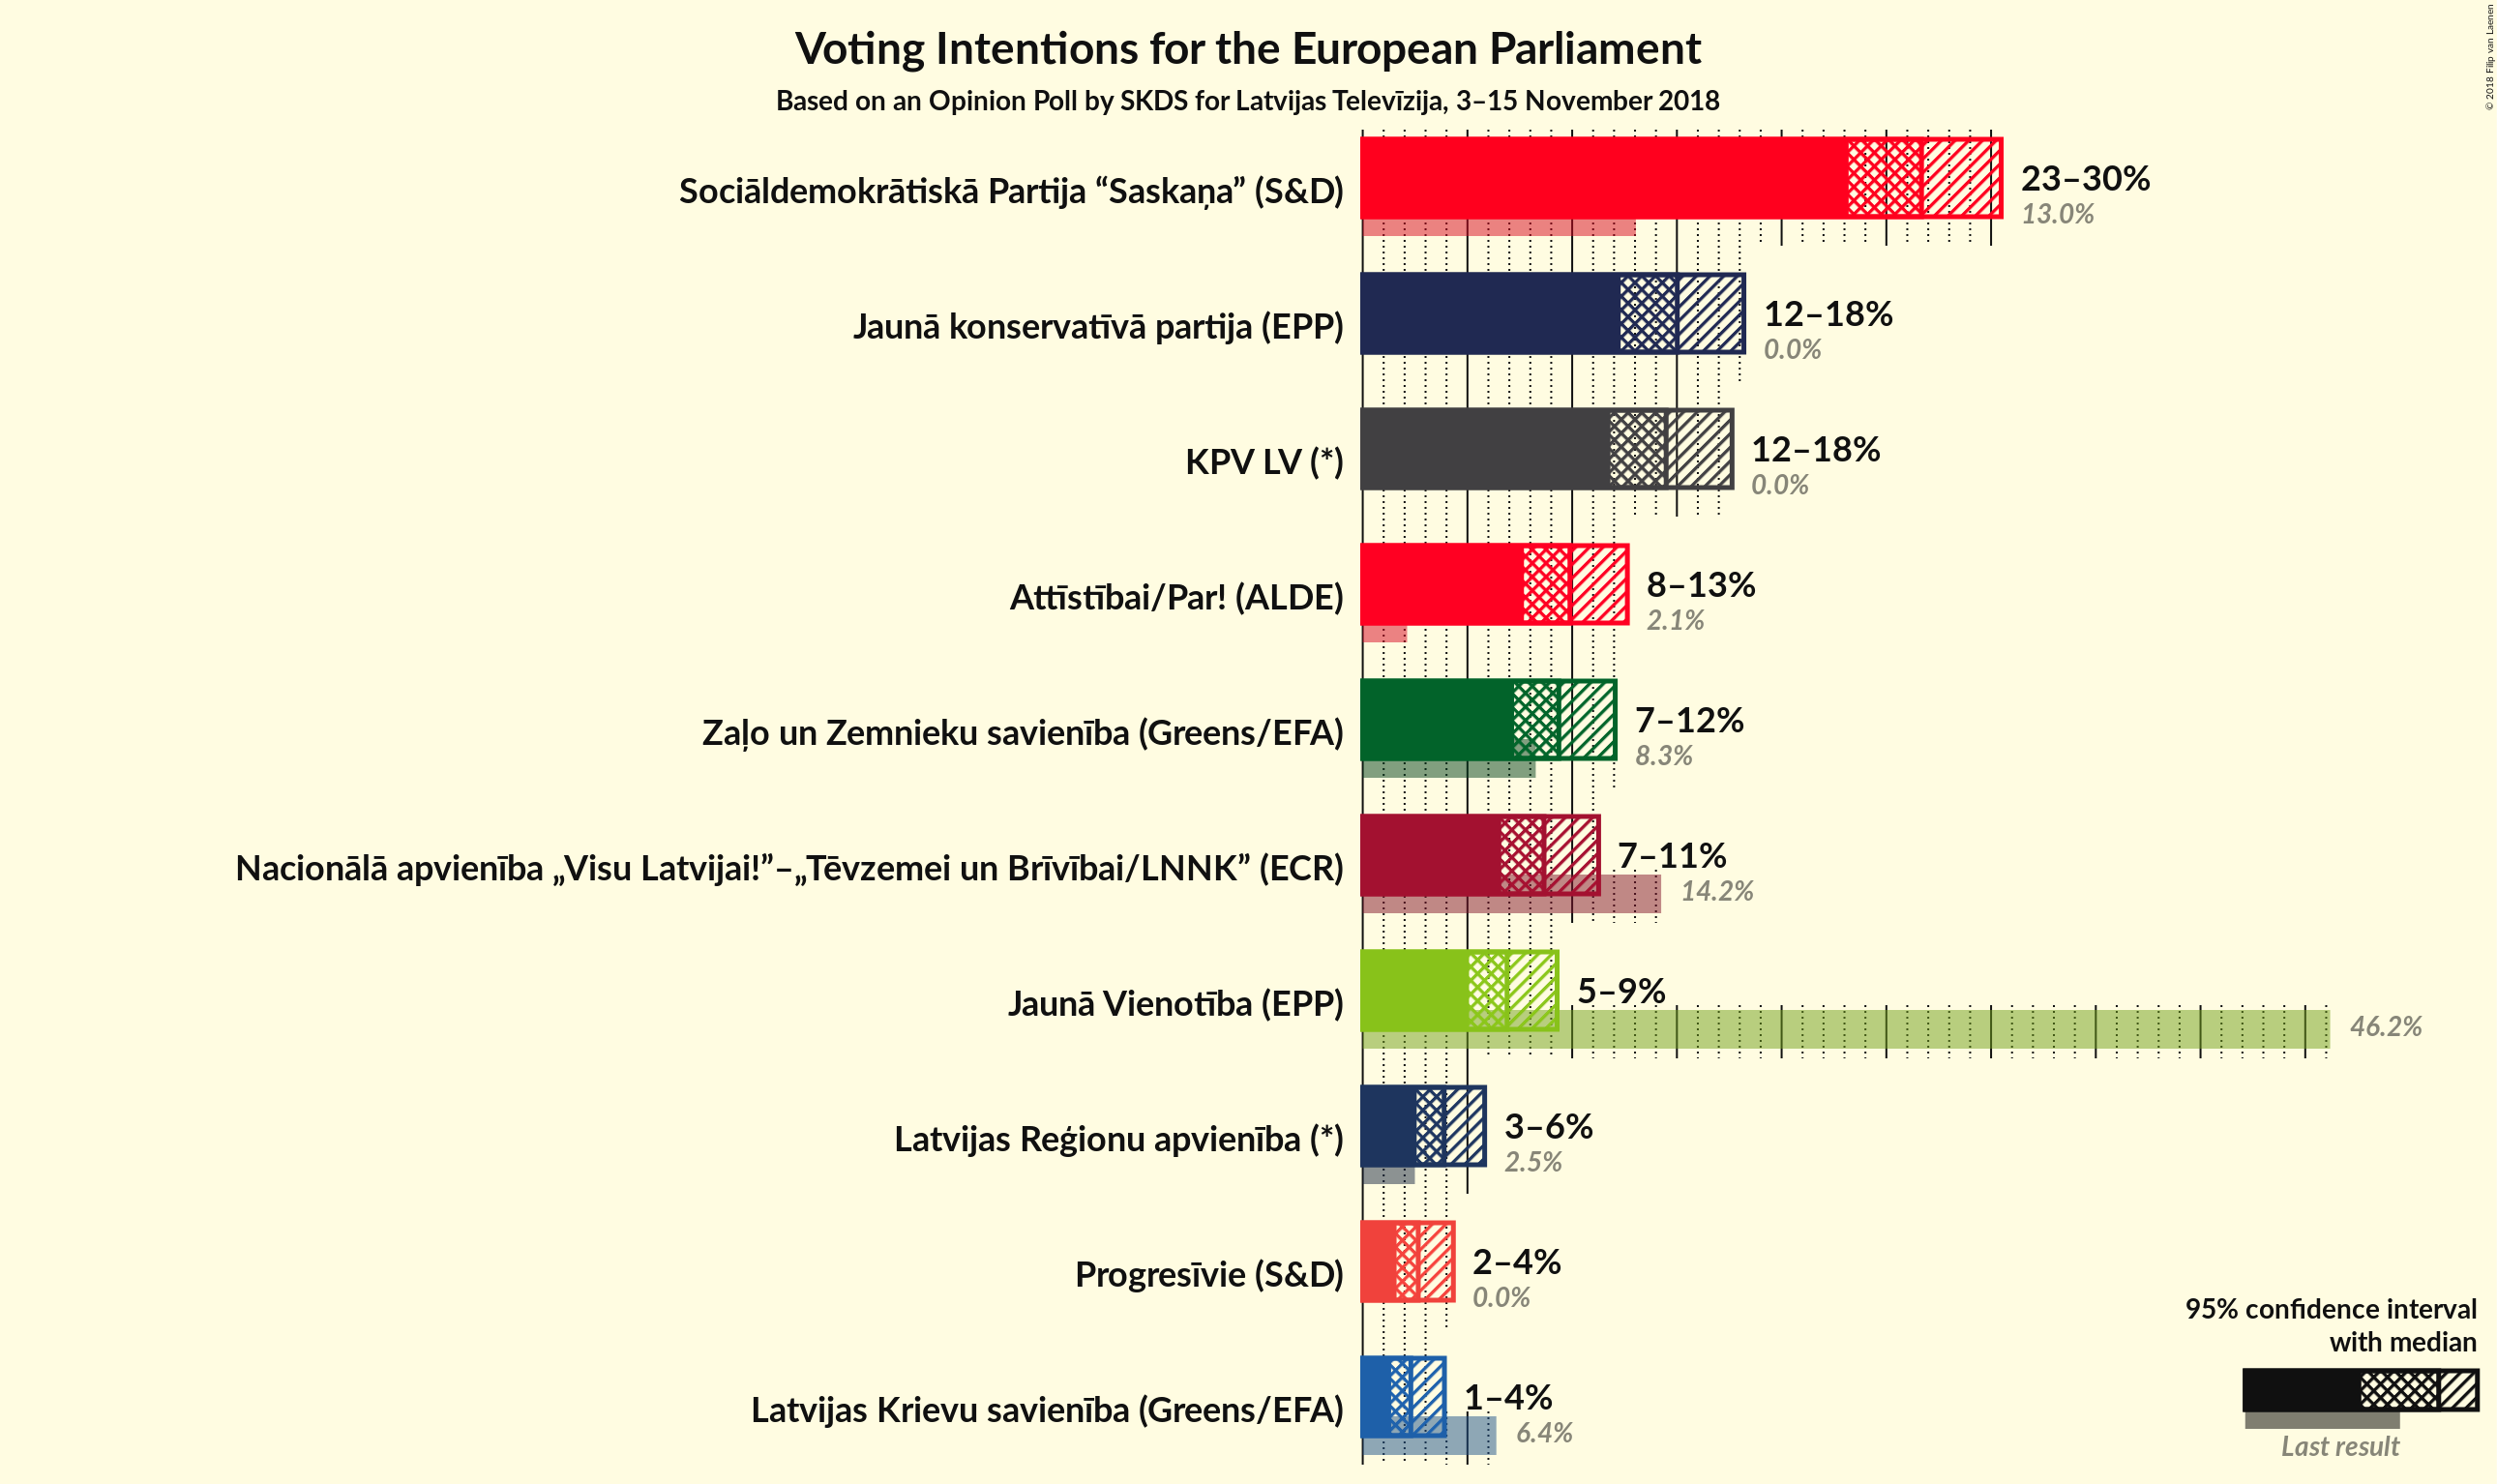 Voting Intentions for the European Parliament
Based on an Opinion Poll by SKDS for Latvijas Televīzija, 3–15 November 2018
© 2018 Filip van Laenen
Sociāldemokrātiskā Partija “Saskaņa” (S&D)
23–30%
13.0%
Jaunā konservatīvā partija (EPP)
12–18%
0.0%
KPV LV (*)
12–18%
0.0%
Attīstībai/Par! (ALDE)
8–13%
2.1%
Zaļo un Zemnieku savienība (Greens/EFA)
7–12%
8.3%
Nacionālā apvienība „Visu Latvijai!”–„Tēvzemei un Brīvībai/LNNK” (ECR)
7–11%
14.2%
Jaunā Vienotība (EPP)
5–9%
46.2%
Latvijas Reģionu apvienība (*)
3–6%
2.5%
Progresīvie (S&D)
2–4%
0.0%
Latvijas Krievu savienība (Greens/EFA)
1–4%
6.4%
95% confidence interval
with median
Last result